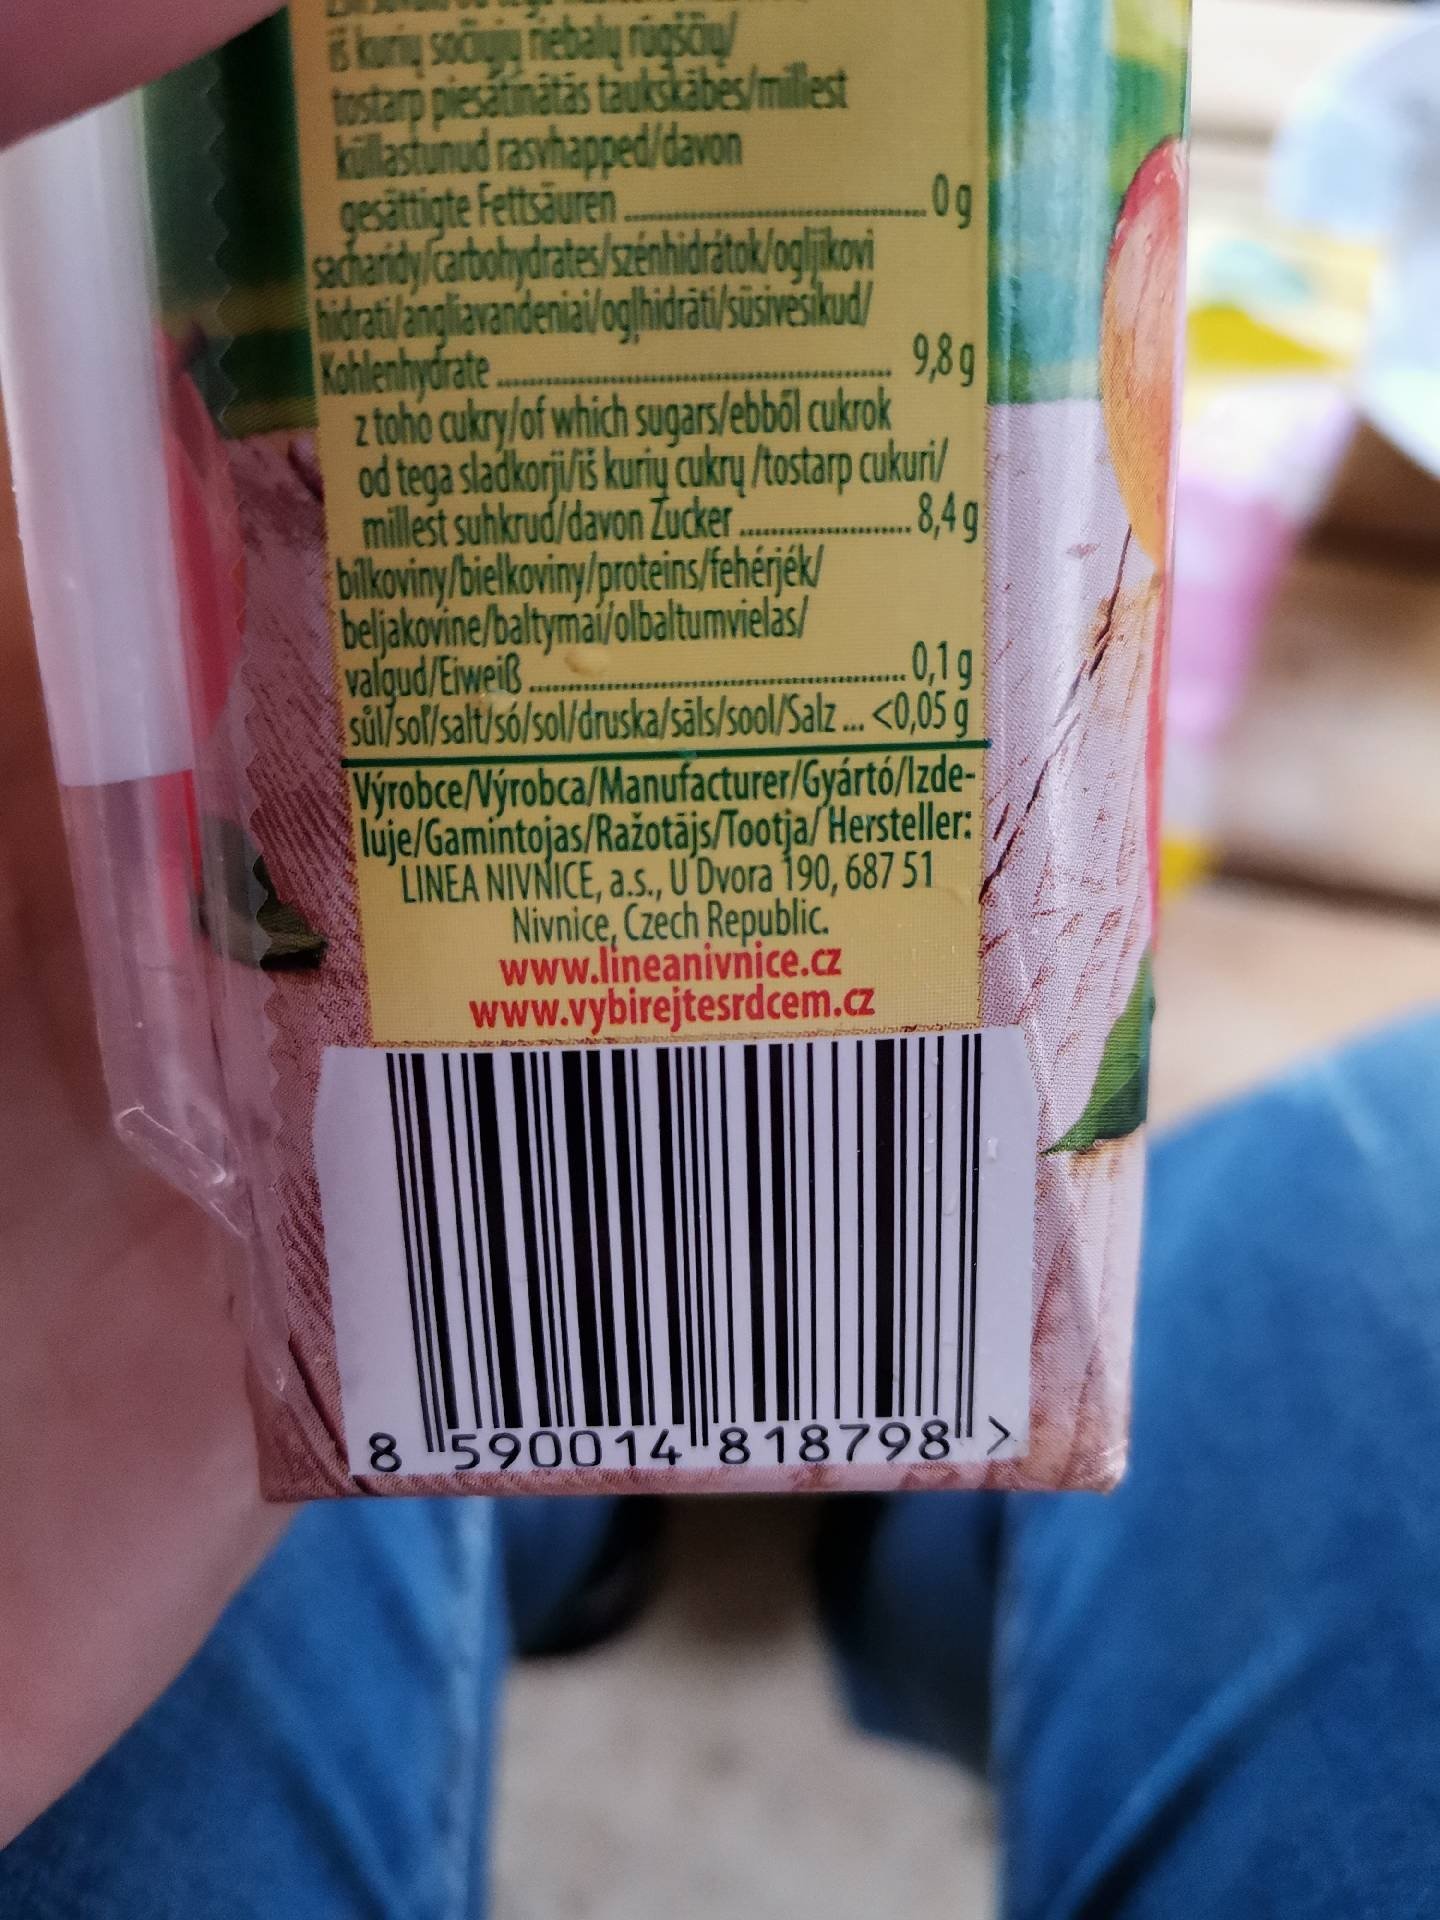 iš kurių sočiųjų riebalų rūgščių/
tostarp piesātinātās taukskābes/millest
küllastunud rasvhapped/davon
gesättigte Fettsäuren ... 0 g
sacharidy/carbohydrates/szénhidrátok/ogljikovi
hidrati/angliavandeniai/ogļhidrāti/süsivesikud/
Kohlenhydrate ... 9,8 g
z toho cukry/of which sugars/ebből cukrok
od tega sladkorji/iš kurių cukrų /tostarp cukuri/
millest suhkrud/davon Zucker ... 8,4 g
bílkoviny/bielkoviny/proteins/fehérjék/
beljakovine/baltymai/olbaltumvielas/
valgud/Eiweiß ... 0,1 g
sůl/soľ/salt/só/sol/druska/sāls/sool/Salz ... <0,05 g
Výrobce/Výrobca/Manufacturer/Gyártó/Izde-
luje/Gamintojas/Ražotājs/Tootja/Hersteller:
LINEA NIVNICE, a.s., U Dvora 190, 687 51
Nivnice, Czech Republic.
www.lineanivnice.cz
www.vybirejtesrdcem.cz
8 590014 818798 >